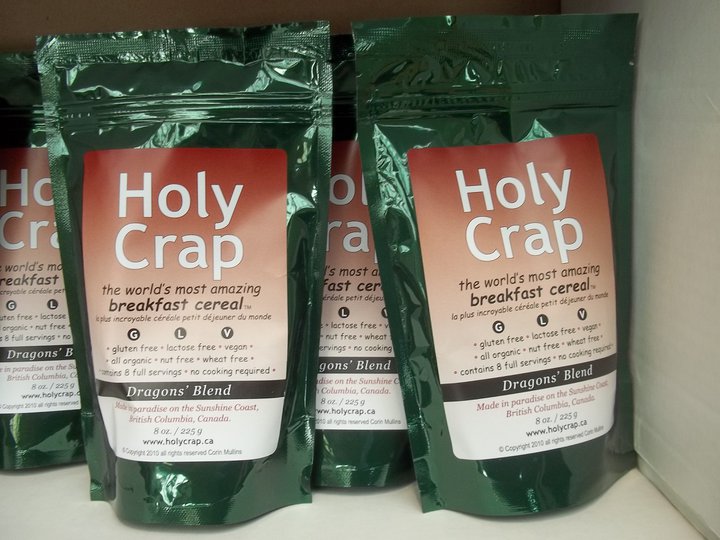 Holy
Crap
the world's most amazing
breakfast cereal™
la plus incroyable céréale petit déjeuner du monde
G L V
• gluten free • lactose free • vegan •
• all organic • nut free • wheat free •
• contains 8 full servings • no cooking required •
Dragons' Blend
Made in paradise on the Sunshine Coast,
British Columbia, Canada.
8 oz. / 225 g
www.holycrap.ca
© Copyright 2010 all rights reserved Corin Mullins
Holy
Crap
the world's most amazing
breakfast cereal™
la plus incroyable céréale petit déjeuner du monde
G L V
• gluten free • lactose free • vegan •
• all organic • nut free • wheat free •
• contains 8 full servings • no cooking required •
Dragons' Blend
Made in paradise on the Sunshine Coast,
British Columbia, Canada.
8 oz. / 225 g
www.holycrap.ca
© Copyright 2010 all rights reserved Corin Mullins